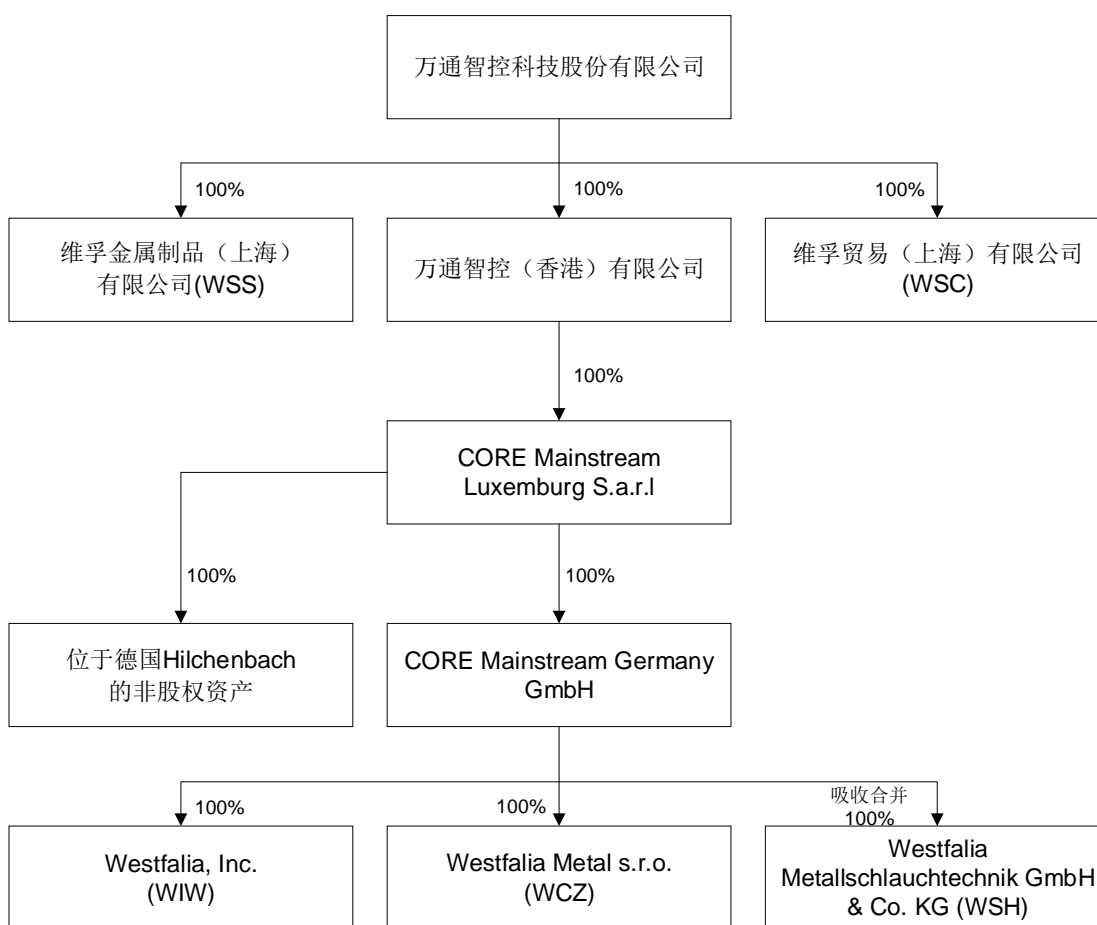 万通智控科技股份有限公司
100%
100%
100%
维孚金属制品（上海）
有限公司(WSS)
万通智控（香港）有限公司
维孚贸易（上海）有限公司
(WSC)
100%
CORE Mainstream
Luxemburg S.a.r.l
100%
100%
位于德国Hilchenbach
的非股权资产
CORE Mainstream Germany
GmbH
100%
100%
吸收合并
100%
Westfalia, Inc.
(WIW)
Westfalia Metal s.r.o.
(WCZ)
Westfalia
Metallschlauchtechnik GmbH
& Co. KG (WSH)